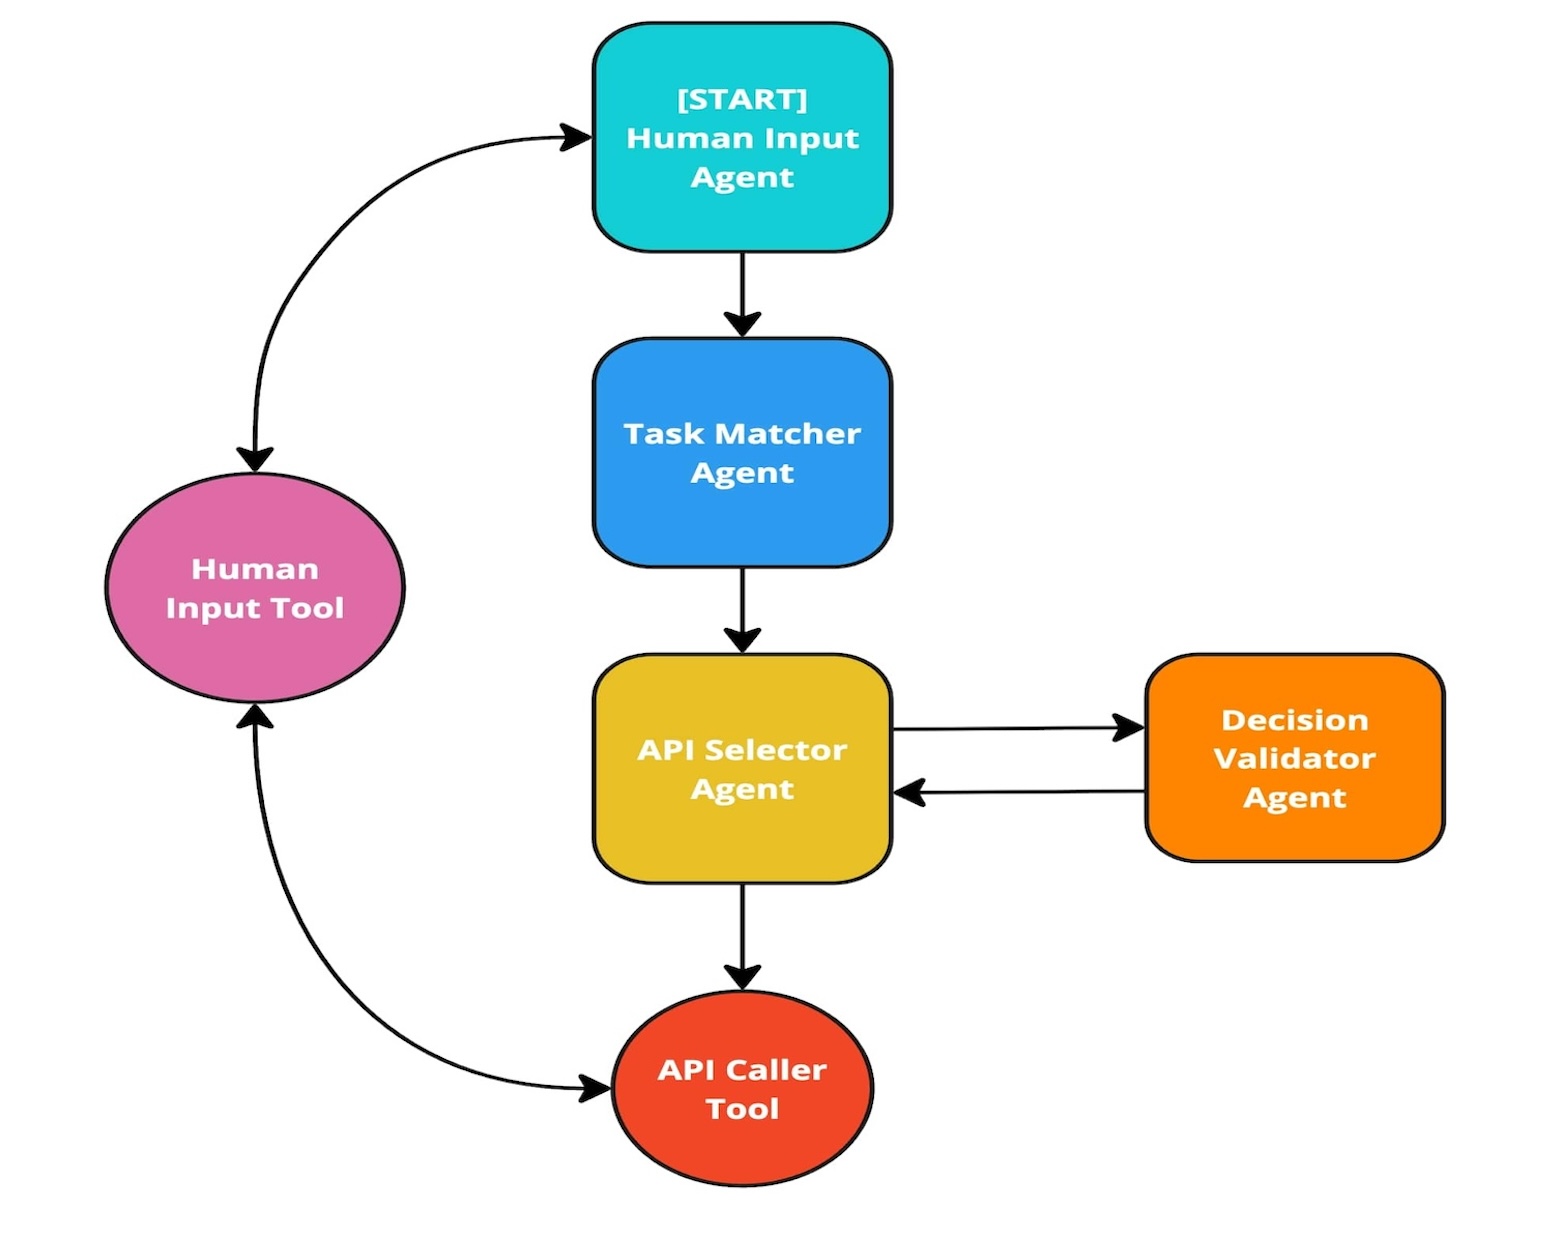 [START]
Human Input
Agent
Task Matcher
Agent
Human
Input Tool
API Selector
Agent
Decision
Validator
Agent
API Caller
Tool